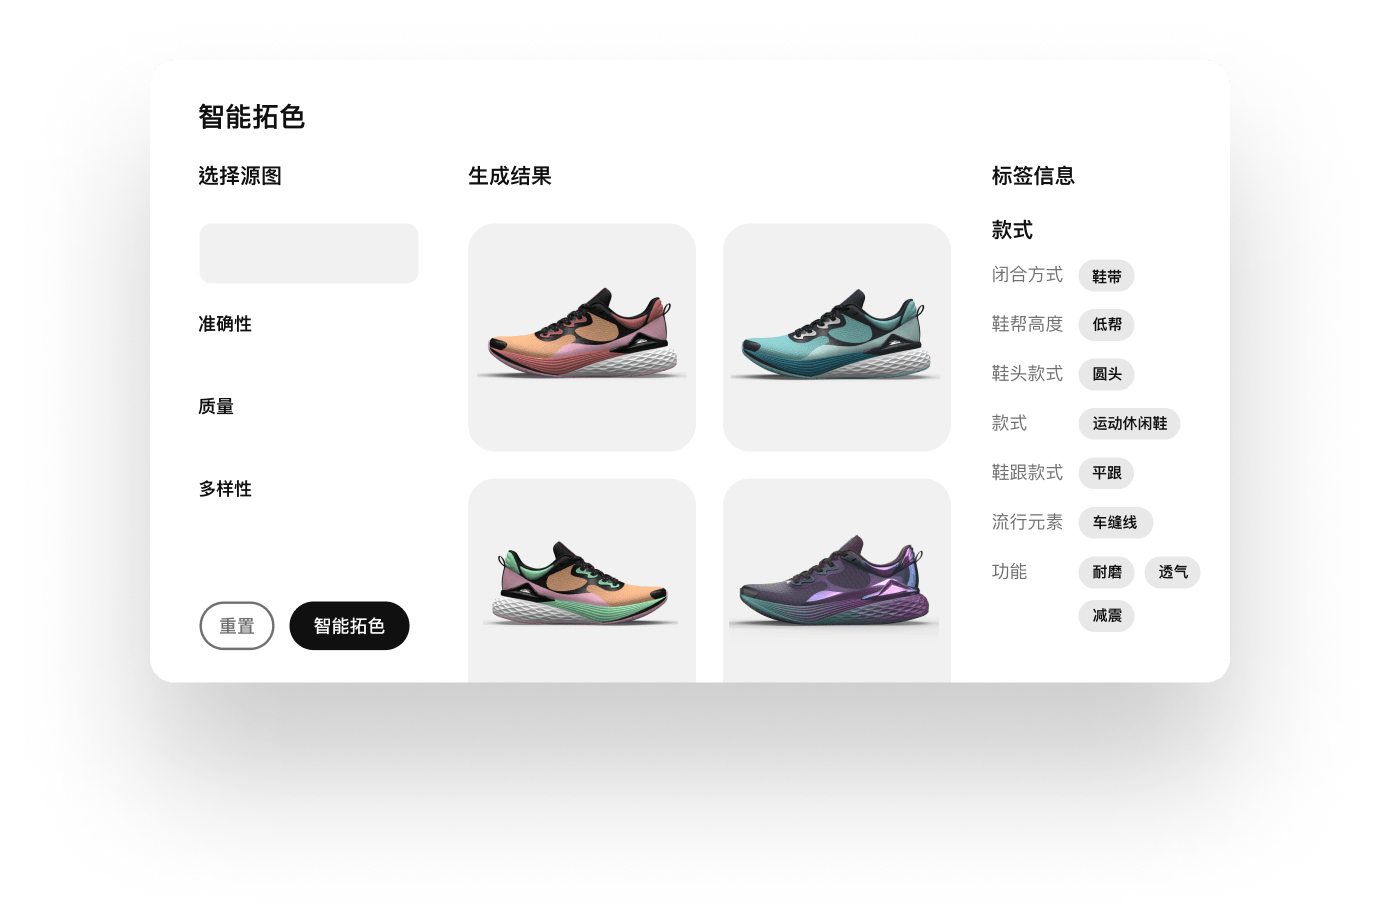 智能拓色
选择源图
准确性
质量
多样性
重置
智能拓色
生成结果
标签信息
款式
闭合方式 鞋带
鞋帮高度 低帮
鞋头款式 圆头
款式 运动休闲鞋
鞋跟款式 平跟
流行元素 车缝线
功能 耐磨 透气
减震